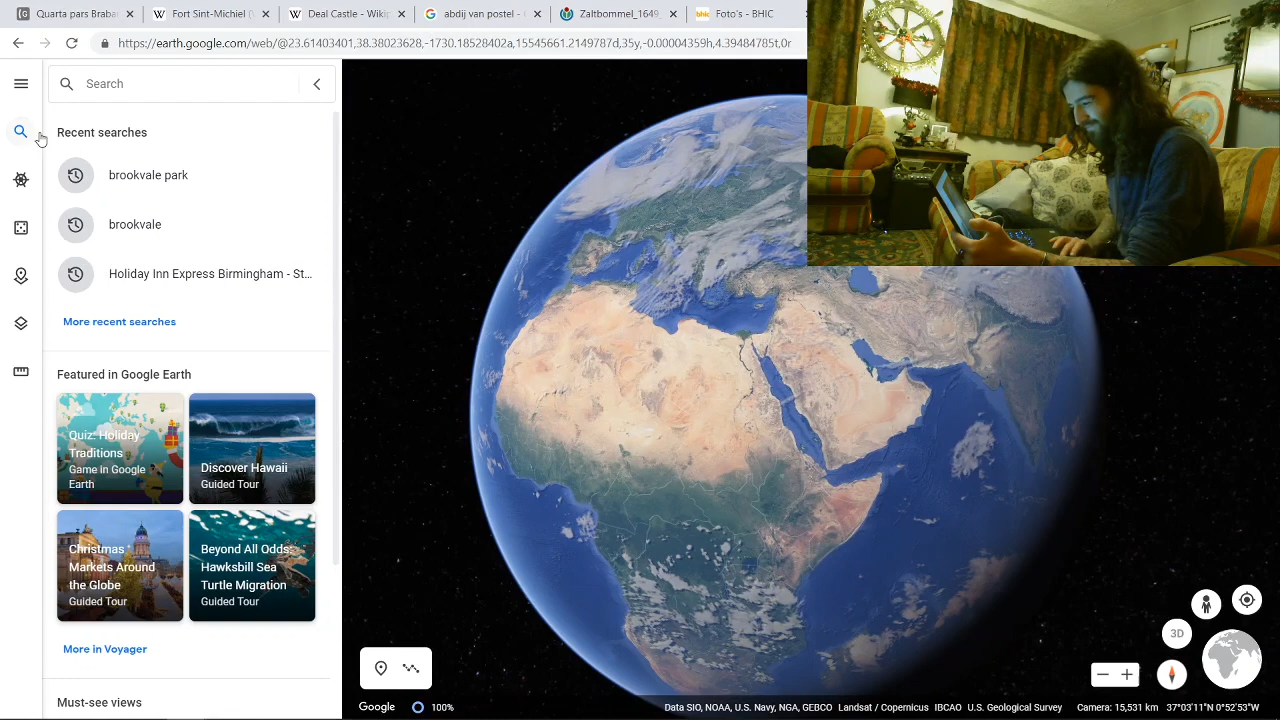 Quarta pars Braba
Fort Sint-Michiel (V
Deal Castle - Wikip
abdij van postel - G
Zaltbommel_1649_
Foto's - BHIC
https://earth.google.com/web/@23.61403401,38.38023628,-1730.18528402a,15545661.2149787d,35y,-0.00004359h,4.39484785t,0r
Search
Recent searches
brookvale park
brookvale
Holiday Inn Express Birmingham - St...
More recent searches
Featured in Google Earth
Quiz: Holiday
Traditions
Game in Google
Earth
Discover Hawaii
Guided Tour
Christmas
Markets Around
the Globe
Guided Tour
Beyond All Odds:
Hawksbill Sea
Turtle Migration
Guided Tour
More in Voyager
Must-see views
3D
Google
100%
Data SIO, NOAA, U.S. Navy, NGA, GEBCO Landsat / Copernicus IBCAO U.S. Geological Survey
Camera: 15,531 km 37°03'11"N 0°52'53"W